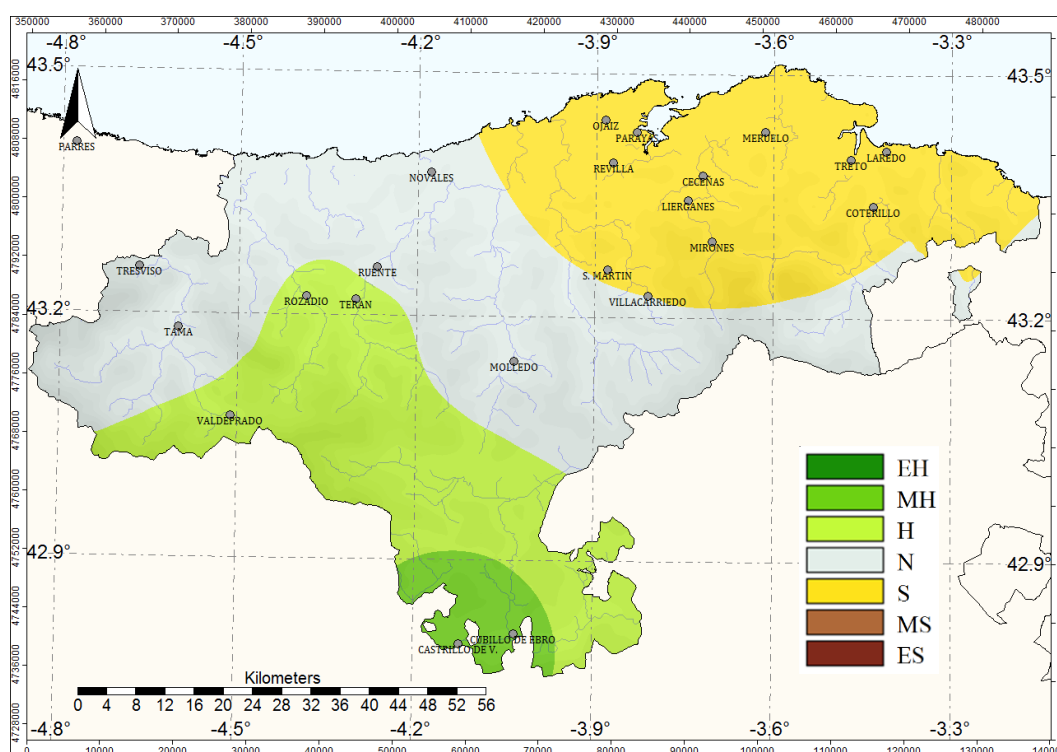 350000 360000 370000 380000 390000 400000 410000 420000 430000 440000 450000 460000 470000 480000
-4.8° -4.5° -4.2° -3.9° -3.6° -3.3°
43.5° 43.5°
4816000
4808000
4800000
4792000
4784000
4776000
4768000
4760000
4752000
4744000
4736000
4728000
PARRES
OJAIZ
PARAYAS
MERUELO
LAREDO
TRETO
REVILLA
NOVALES
CECEÑAS
LIERGANES
COTERILLO
MIRONES
TRESVISO
RUENTE
S. MARTIN
ROZADIO
TERAN
VILLACARRIEDO
43.2° 43.2°
TAMA
MOLLEDO
VALDEPRADO
42.9° 42.9°
CUBILLO DE EBRO
CASTRILLO DE V.
EH
MH
H
N
S
MS
ES
Kilometers
0 4 8 12 16 20 24 28 32 36 40 44 48 52 56
-4.8° -4.5° -4.2° -3.9° -3.6° -3.3°
10000 20000 30000 40000 50000 60000 70000 80000 90000 100000 110000 120000 130000